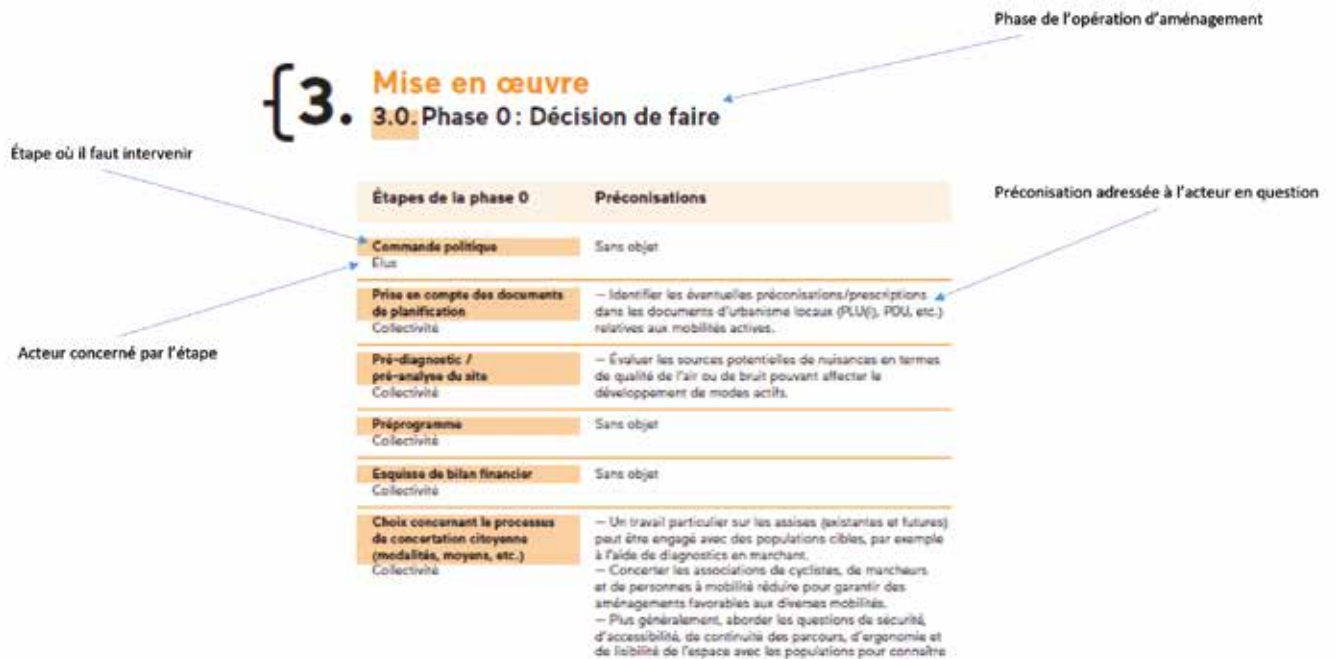 Phase de l'opération d'aménagement
{3. Mise en œuvre
3.0. Phase 0 : Décision de faire
Étape où il faut intervenir
Étapes de la phase 0 Préconisations
Préconisation adressée à l'acteur en question
Commande politique Sans objet
Élus
Prise en compte des documents — Identifier les éventuelles préconisations/prescriptions
de planification dans les documents d'urbanisme locaux (PLU(i), PDU, etc.)
Collectivité relatives aux mobilités actives.
Acteur concerné par l'étape
Pré-diagnostic / — Évaluer les sources potentielles de nuisances en termes
pré-analyse du site de qualité de l'air ou de bruit pouvant affecter le
Collectivité développement de modes actifs.
Préprogramme Sans objet
Collectivité
Esquisse de bilan financier Sans objet
Collectivité
Choix concernant le processus — Un travail particulier sur les assises (existantes et futures)
de concertation citoyenne peut être engagé avec des populations cibles, par exemple
(modalités, moyens, etc.) à l'aide de diagnostics en marchant.
Collectivité — Concerter les associations de cyclistes, de marcheurs
et de personnes à mobilité réduite pour garantir des
aménagements favorables aux diverses mobilités.
— Plus généralement, aborder les questions de sécurité,
d'accessibilité, de continuité des parcours, d'ergonomie et
de lisibilité de l'espace avec les populations pour connaître